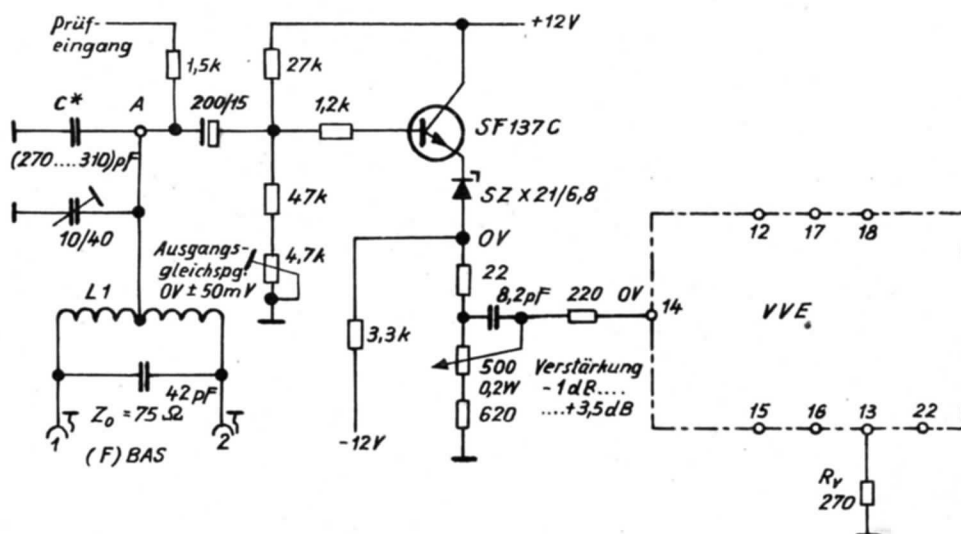 Prüf-
eingang
+12V
1,5k
27k
C*
A
200/15
1,2k
SF137C
(270....310)pF
47k
SZX21/6,8
10/40
Ausgangs-
gleichspg.
0V ± 50mV
4,7k
0V
12
17
18
22
L1
8,2pF
220
0V
14
VVE
3,3k
500
0,2W
620
Verstärkung
-1dB....
....+3,5dB
42pF
Z₀ = 75 Ω
1
2
(F) BAS
-12V
15
16
13
22
Rᵥ
270